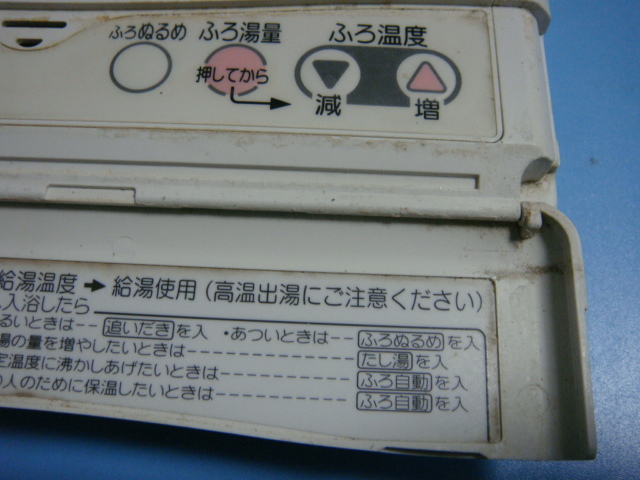 ふろぬるめ ふろ湯量 ふろ温度
押してから
減 増
給湯温度➡給湯使用(高温出湯にご注意ください)
入浴したら
るいときは--追いだきを入 •あついときは--ふろぬるめを入
湯の量を増やしたいときは----------たし湯を入
定温度に沸かしあげたいときは--------ふろ自動を入
人のために保温したいときは---------ふろ自動を入